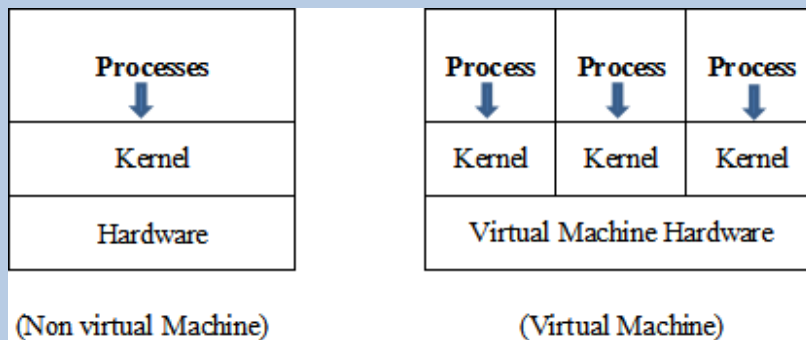 Processes
Kernel
Hardware
(Non virtual Machine)
Process Process Process
Kernel Kernel Kernel
Virtual Machine Hardware
(Virtual Machine)